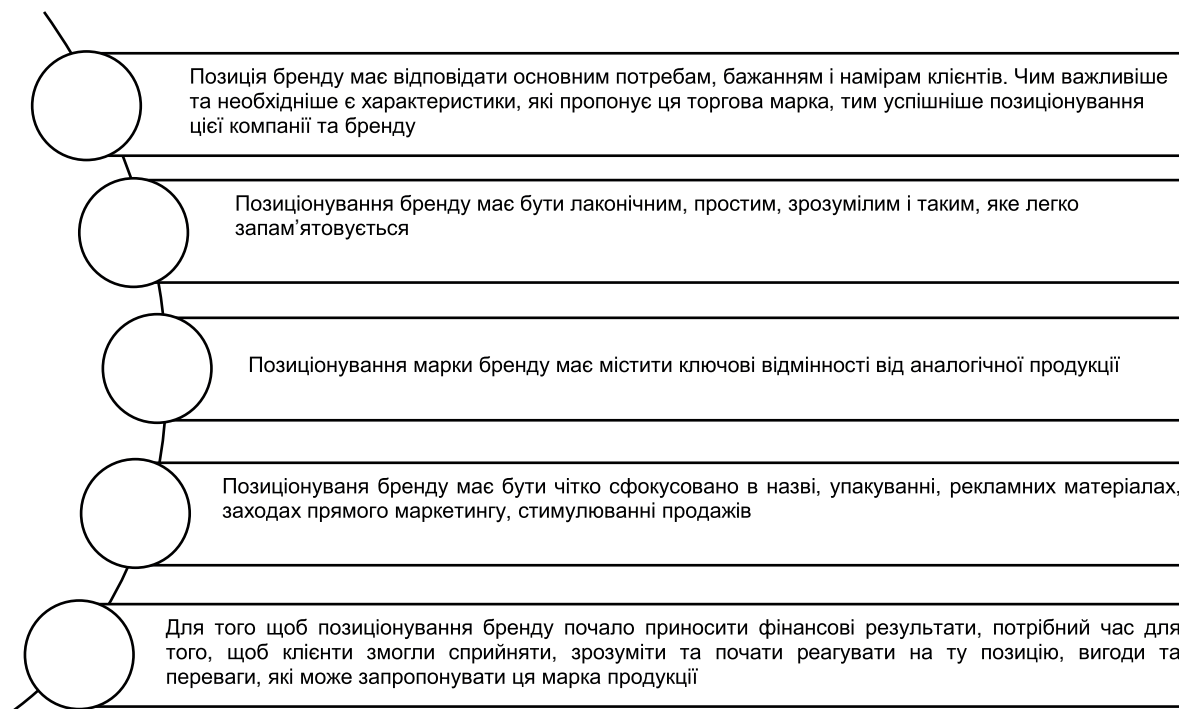 Позиція бренду має відповідати основним потребам, бажанням і намірам клієнтів. Чим важливіше
та необхідніше є характеристики, які пропонує ця торгова марка, тим успішніше позиціонування
цієї компанії та бренду
Позиціонування бренду має бути лаконічним, простим, зрозумілим і таким, яке легко
запам’ятовується
Позиціонування марки бренду має містити ключові відмінності від аналогічної продукції
Позиціонуваня бренду має бути чітко сфокусовано в назві, упакуванні, рекламних матеріалах,
заходах прямого маркетингу, стимулюванні продажів
Для того щоб позиціонування бренду почало приносити фінансові результати, потрібний час для
того, щоб клієнти змогли сприйняти, зрозуміти та почати реагувати на ту позицію, вигоди та
переваги, які може запропонувати ця марка продукції